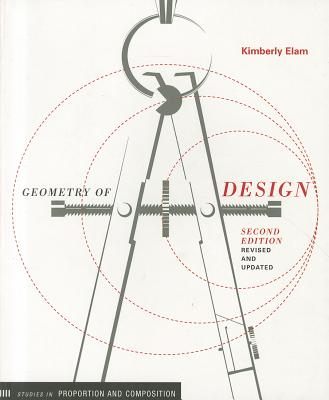 Kimberly Elam
GEOMETRY OF DESIGN
SECOND
EDITION
REVISED
AND
UPDATED
STUDIES IN PROPORTION AND COMPOSITION